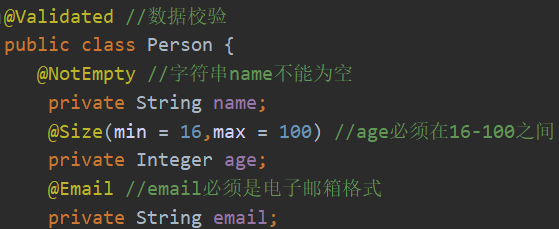 @Validated //数据校验
public class Person {
@NotEmpty //字符串name不能为空
private String name;
@Size(min = 16,max = 100) //age必须在16-100之间
private Integer age;
@Email //email必须是电子邮箱格式
private String email;